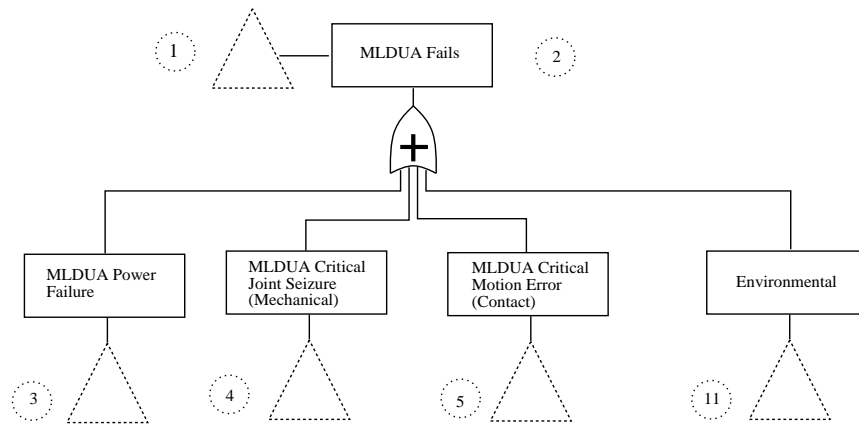 1
MLDUA Fails
2
MLDUA Power
Failure
MLDUA Critical
Joint Seizure
(Mechanical)
MLDUA Critical
Motion Error
(Contact)
Environmental
3
4
5
11